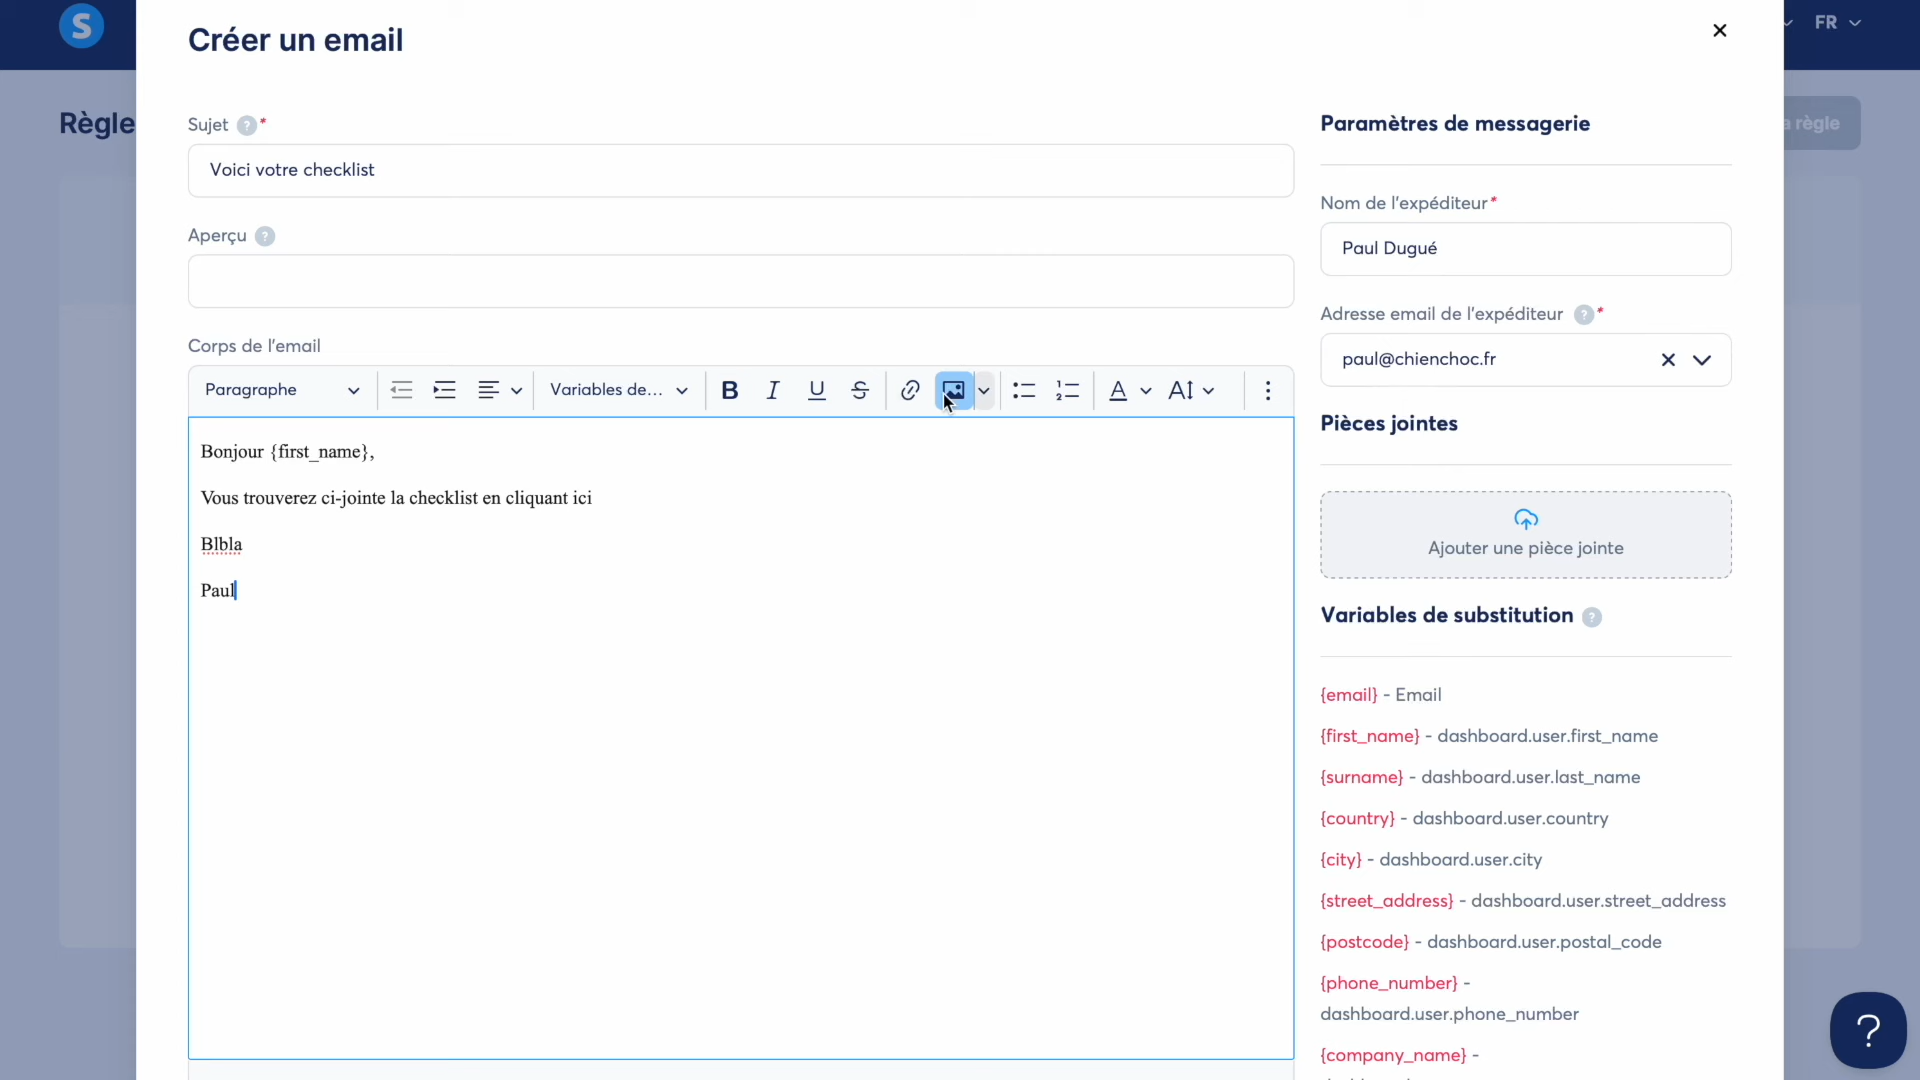 S
Créer un email
FR
Règle
a règle
Sujet ? *
Voici votre checklist
Aperçu ?
Corps de l'email
Paragraphe
Variables de...
B I U S
A
Bonjour {first_name},
Vous trouverez ci-jointe la checklist en cliquant ici
Blbla
Paul
Paramètres de messagerie
Nom de l'expéditeur*
Paul Dugué
Adresse email de l'expéditeur ? *
paul@chienchoc.fr
Pièces jointes
Ajouter une pièce jointe
Variables de substitution ?
{email} - Email
{first_name} - dashboard.user.first_name
{surname} - dashboard.user.last_name
{country} - dashboard.user.country
{city} - dashboard.user.city
{street_address} - dashboard.user.street_address
{postcode} - dashboard.user.postal_code
{phone_number} -
dashboard.user.phone_number
{company_name} -
?